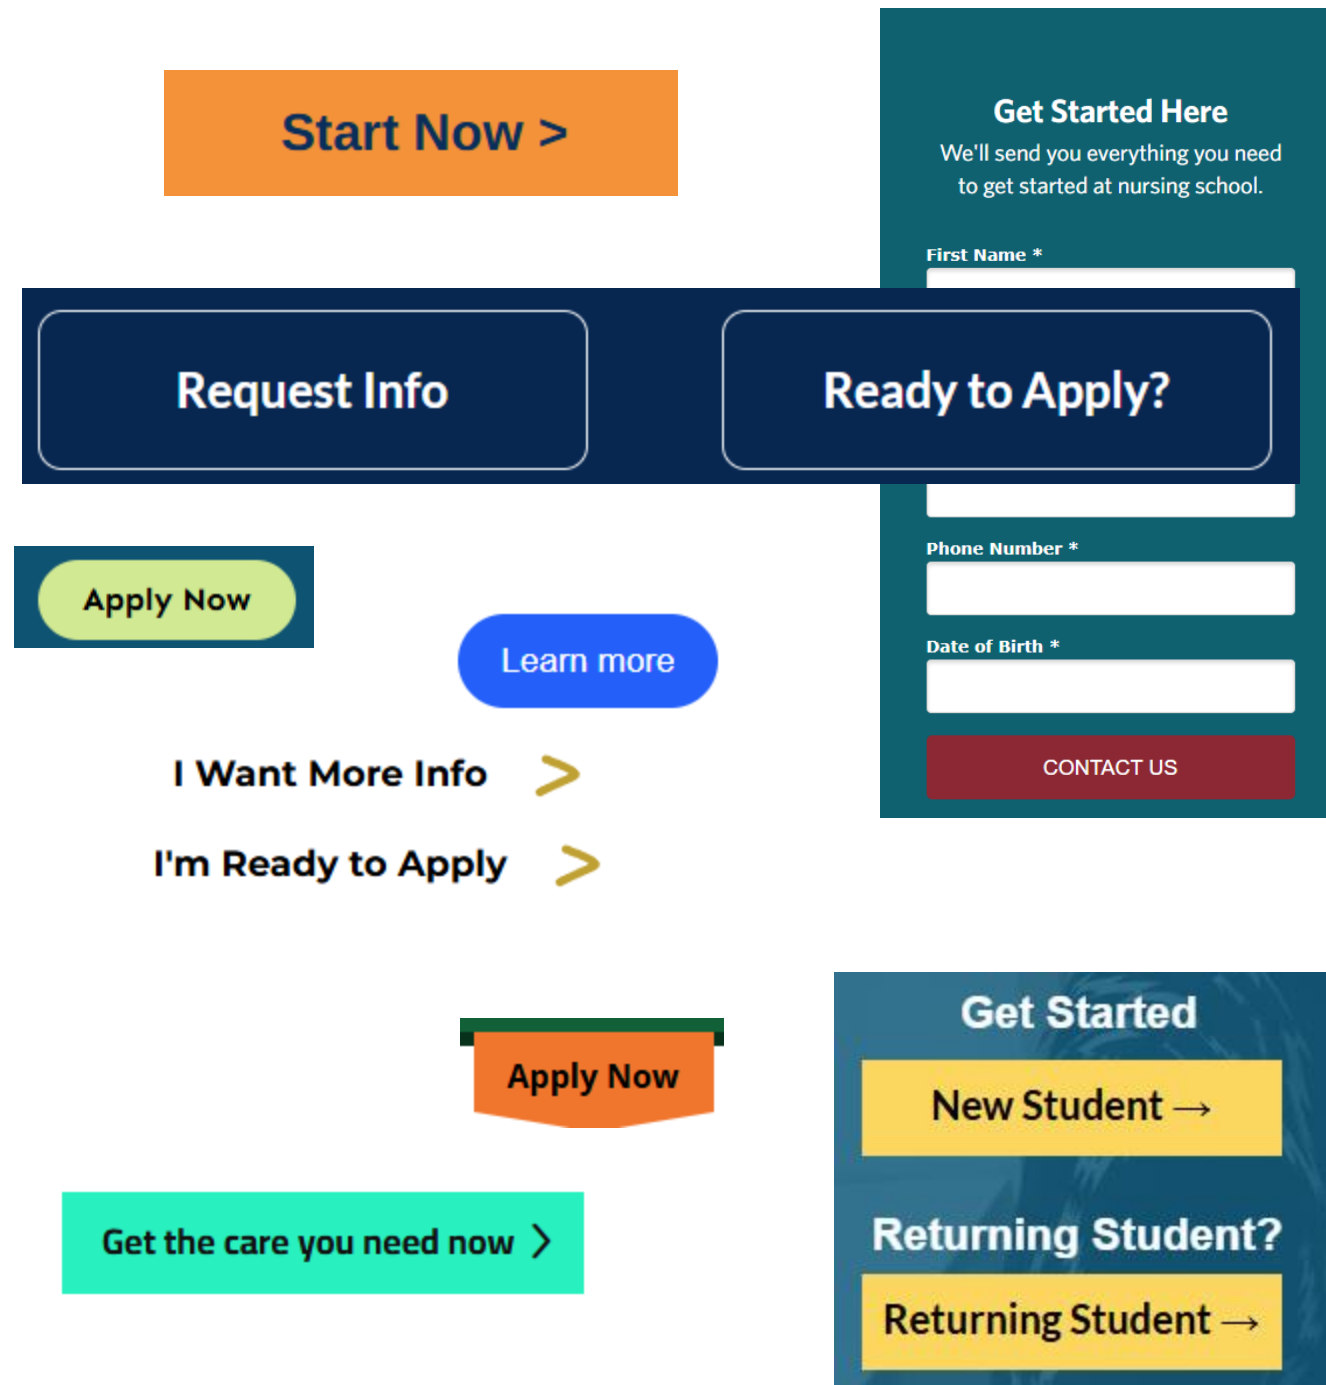 Start Now >
Get Started Here
We'll send you everything you need
to get started at nursing school.
First Name *
Request Info
Ready to Apply?
Phone Number *
Date of Birth *
CONTACT US
Apply Now
Learn more
I Want More Info >
I'm Ready to Apply >
Apply Now
Get the care you need now >
Get Started
New Student →
Returning Student?
Returning Student →